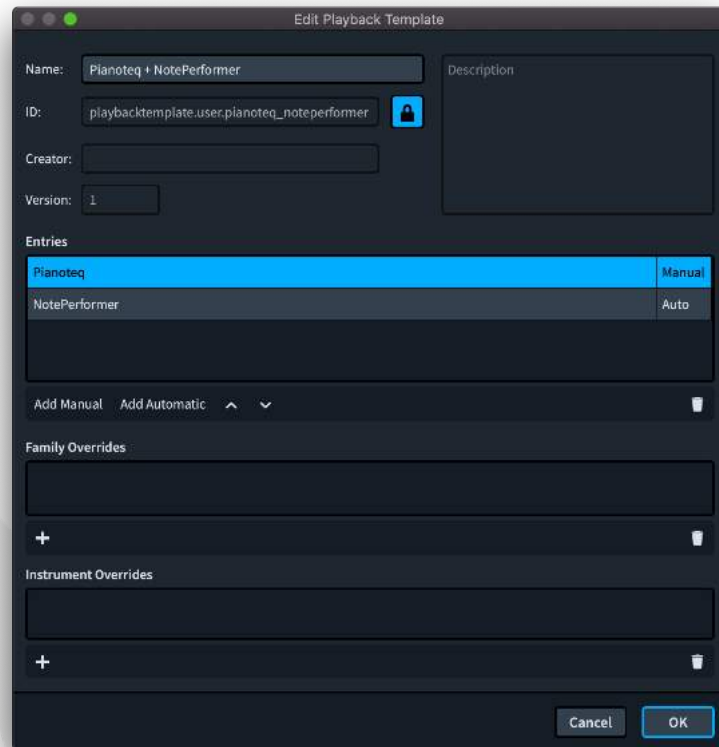 Edit Playback Template
Name: Pianoteq + NotePerformer
Description
ID: playbacktemplate.user.pianoteq_noteperformer
Creator:
Version: 1
Entries
Pianoteq Manual
NotePerformer Auto
Add Manual Add Automatic
Family Overrides
Instrument Overrides
Cancel OK